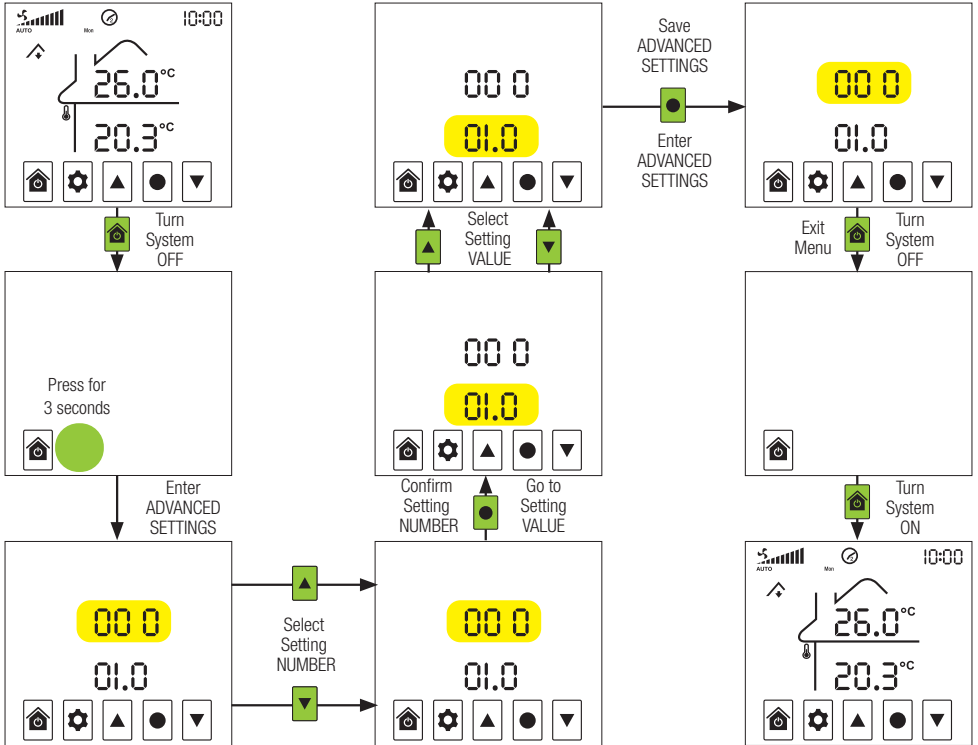 AUTO
Mon
10:00
26.0°C
20.3°C
Turn
System
OFF
Press for
3 seconds
Enter
ADVANCED
SETTINGS
00 0
01.0
Select
Setting
NUMBER
00 0
01.0
Confirm
Setting
NUMBER
Go to
Setting
VALUE
00 0
01.0
Select
Setting
VALUE
00 0
01.0
Save
ADVANCED
SETTINGS
Enter
ADVANCED
SETTINGS
00 0
01.0
Exit
Menu
Turn
System
OFF
Turn
System
ON
AUTO
Mon
10:00
26.0°C
20.3°C